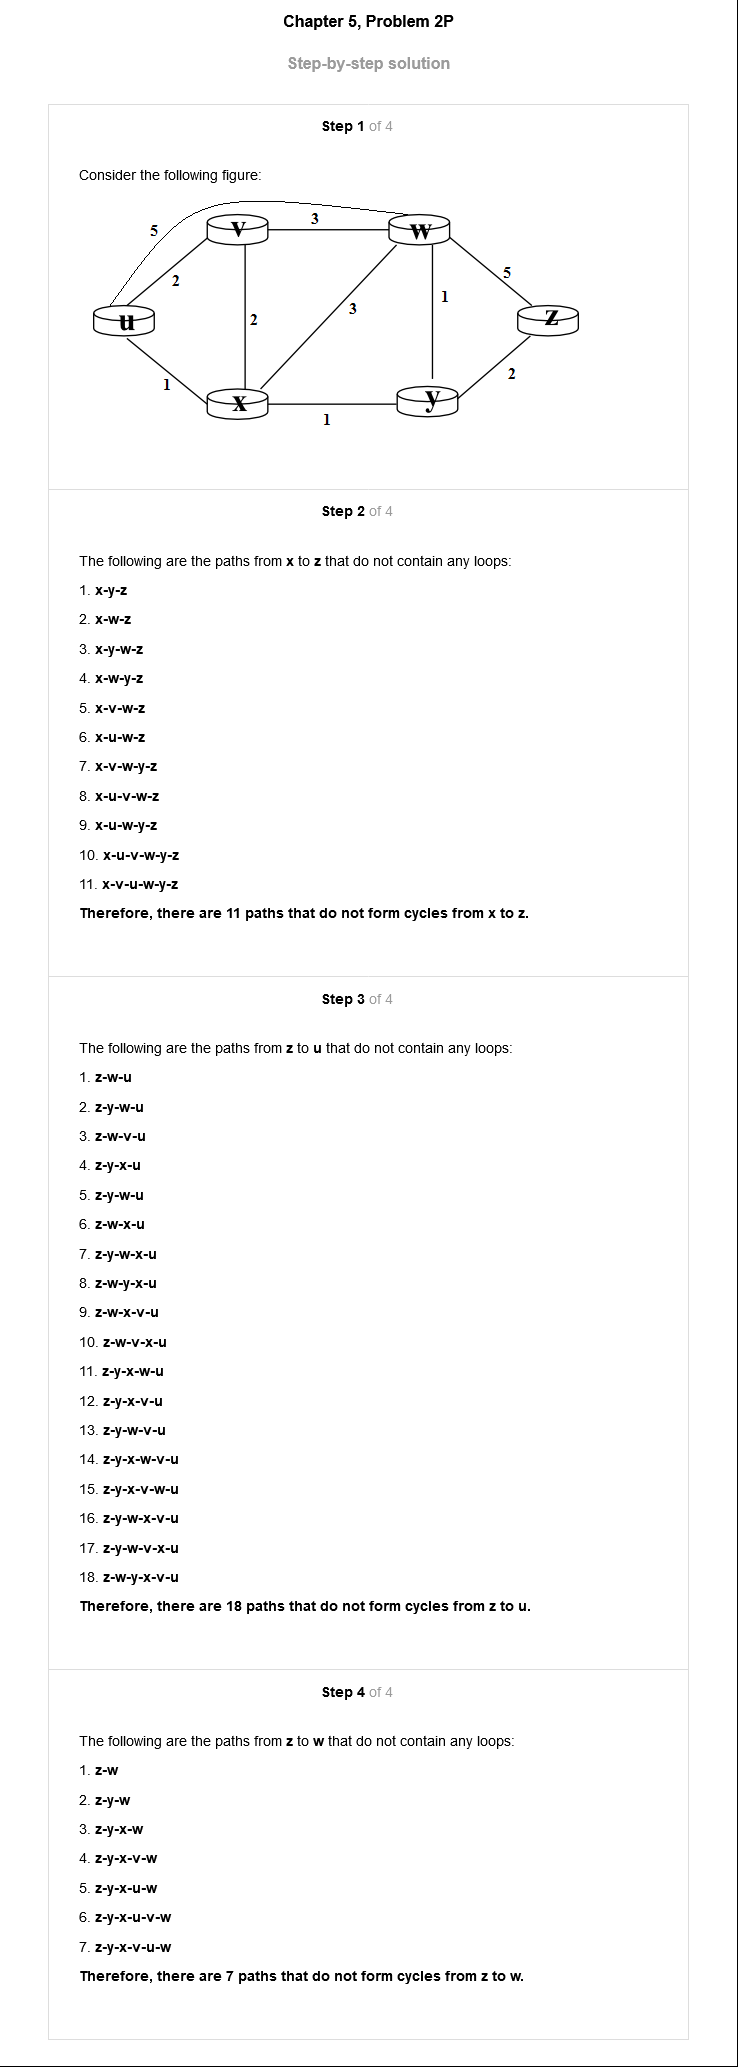 Chapter 5, Problem 2P
Step-by-step solution
Step 1 of 4
Consider the following figure:
5
3
V
W
2
5
2
3
1
u
Z
1
2
X
y
1
Step 2 of 4
The following are the paths from x to z that do not contain any loops:
1. x-y-z
2. x-w-z
3. x-y-w-z
4. x-w-y-z
5. x-v-w-z
6. x-u-w-z
7. x-v-w-y-z
8. x-u-v-w-z
9. x-u-w-y-z
10. x-u-v-w-y-z
11. x-v-u-w-y-z
Therefore, there are 11 paths that do not form cycles from x to z.
Step 3 of 4
The following are the paths from z to u that do not contain any loops:
1. z-w-u
2. z-y-w-u
3. z-w-v-u
4. z-y-x-u
5. z-y-w-u
6. z-w-x-u
7. z-y-w-x-u
8. z-w-y-x-u
9. z-w-x-v-u
10. z-w-v-x-u
11. z-y-x-w-u
12. z-y-x-v-u
13. z-y-w-v-u
14. z-y-x-w-v-u
15. z-y-x-v-w-u
16. z-y-w-x-v-u
17. z-y-w-v-x-u
18. z-w-y-x-v-u
Therefore, there are 18 paths that do not form cycles from z to u.
Step 4 of 4
The following are the paths from z to w that do not contain any loops:
1. z-w
2. z-y-w
3. z-y-x-w
4. z-y-x-v-w
5. z-y-x-u-w
6. z-y-x-u-v-w
7. z-y-x-v-u-w
Therefore, there are 7 paths that do not form cycles from z to w.